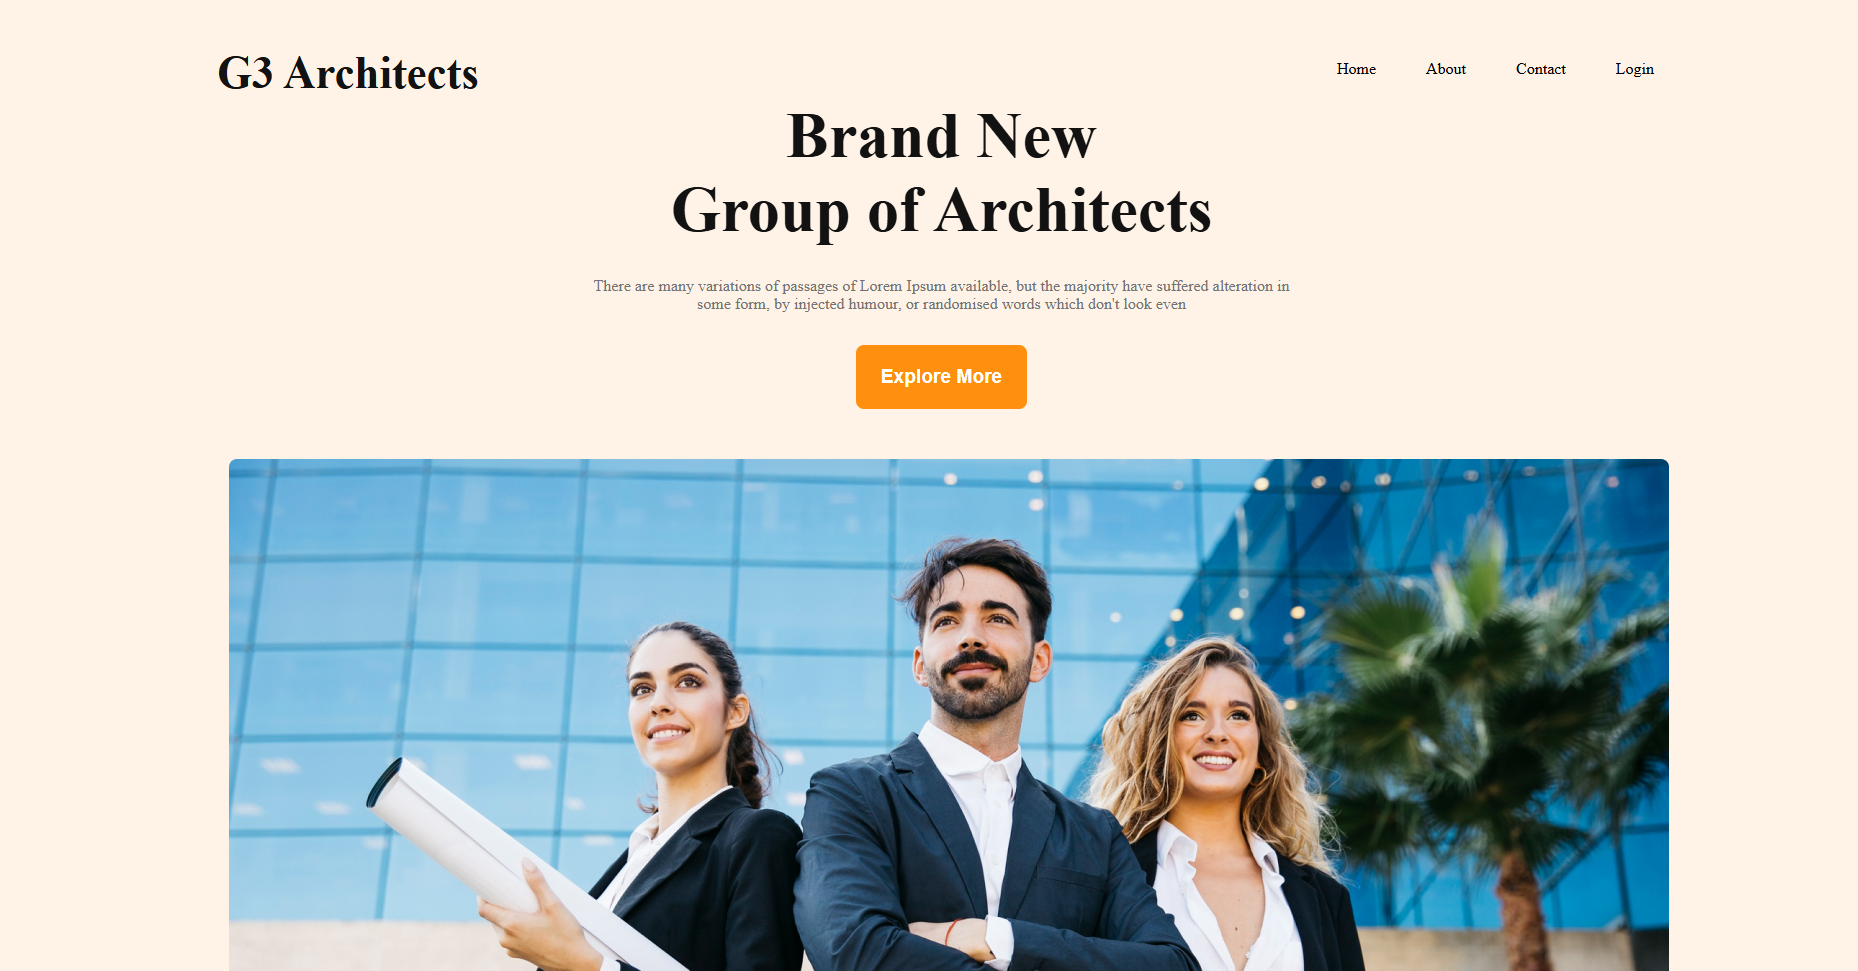 G3 Architects
Home About Contact Login
Brand New
Group of Architects
There are many variations of passages of Lorem Ipsum available, but the majority have suffered alteration in
some form, by injected humour, or randomised words which don't look even
Explore More